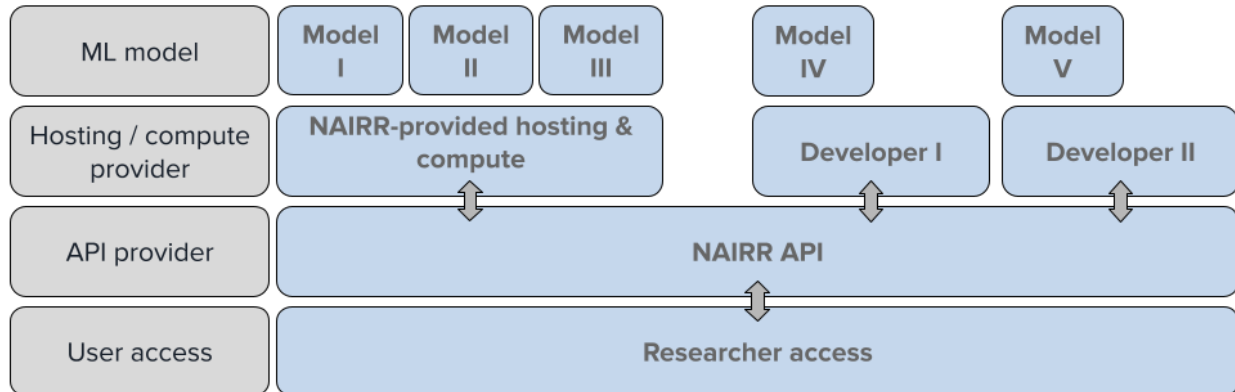 ML model
Model
I
Model
II
Model
III
Model
IV
Model
V
Hosting / compute
provider
NAIRR-provided hosting &
compute
Developer I
Developer II
API provider
NAIRR API
User access
Researcher access